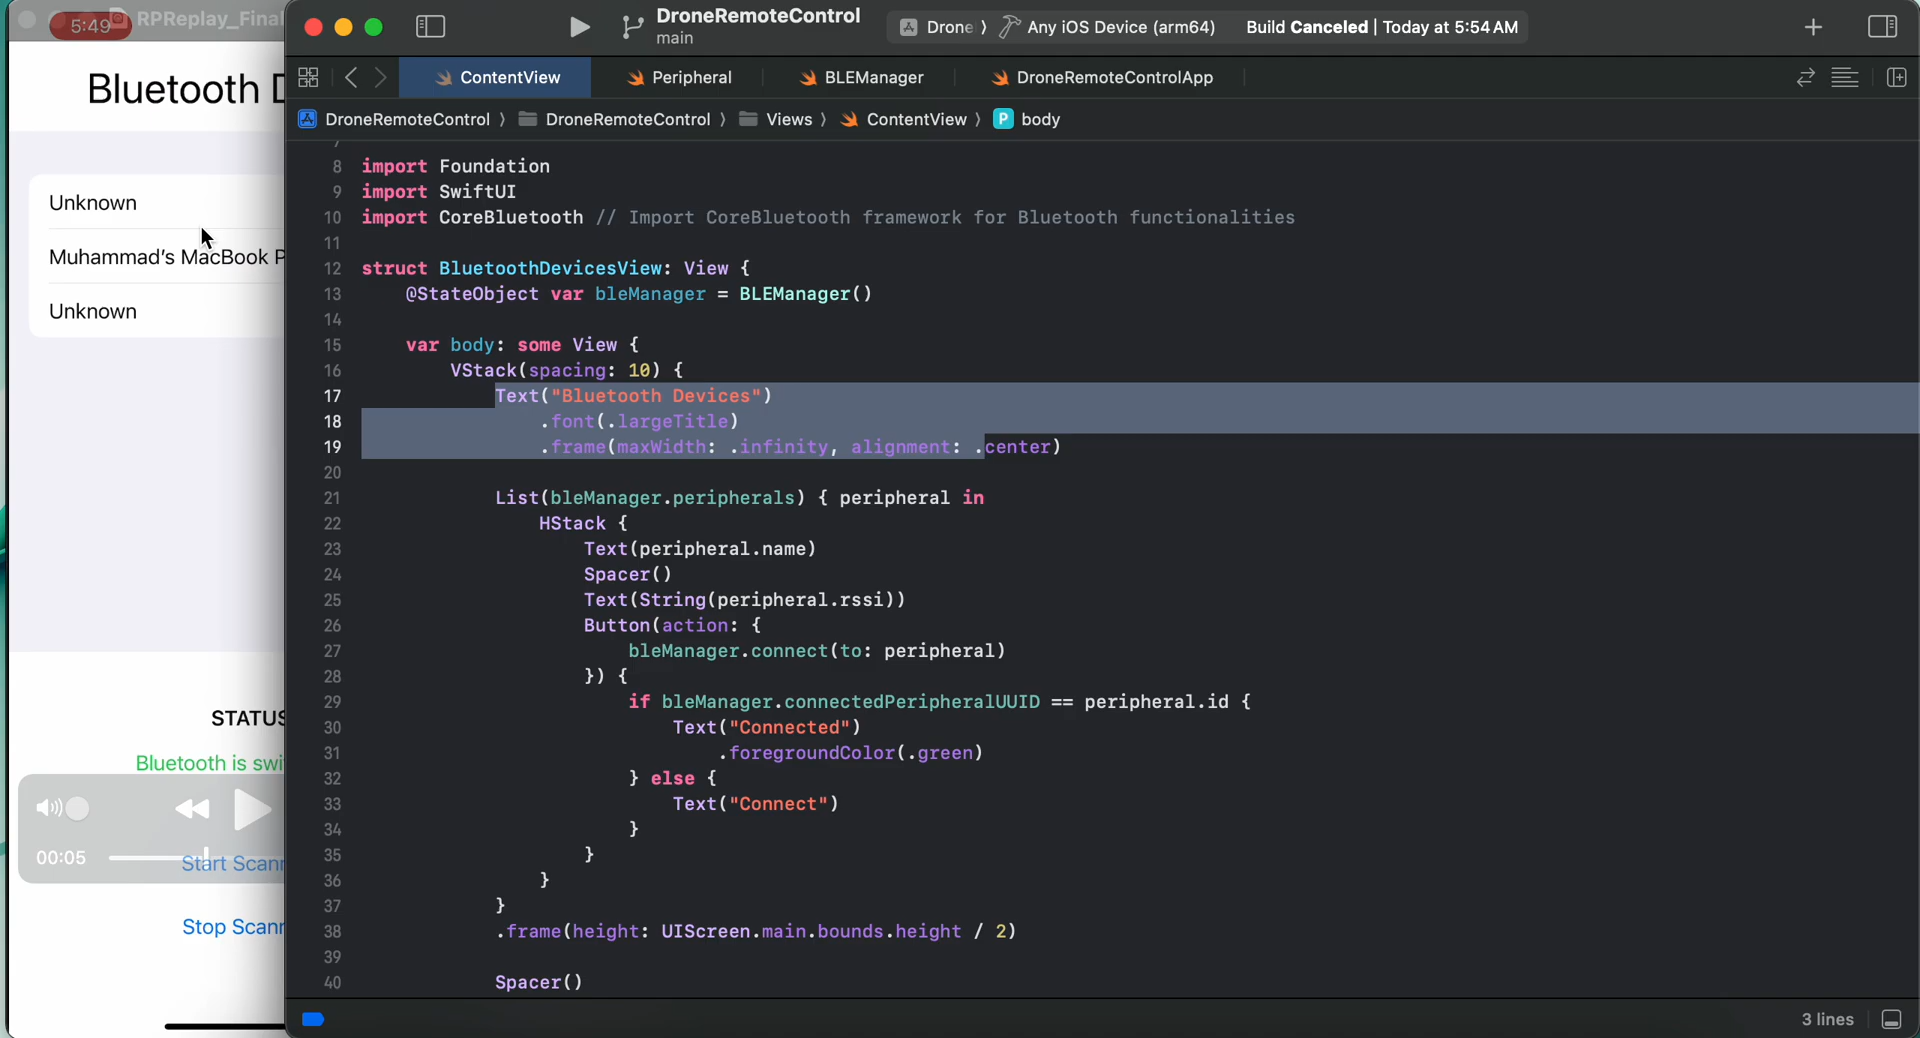 5:49
RPReplay_Final
Bluetooth D
Unknown
Muhammad's MacBook P
Unknown
STATUS
Bluetooth is swi
00:05
Start Scann
Stop Scann
DroneRemoteControl
main
Drone
Any iOS Device (arm64)
Build Canceled | Today at 5:54 AM
ContentView
Peripheral
BLEManager
DroneRemoteControlApp
DroneRemoteControl 〉 DroneRemoteControl 〉 Views 〉 ContentView 〉 P body
8 import Foundation
9 import SwiftUI
10 import CoreBluetooth // Import CoreBluetooth framework for Bluetooth functionalities
11
12 struct BluetoothDevicesView: View {
13 @StateObject var bleManager = BLEManager()
14
15 var body: some View {
16 VStack(spacing: 10) {
17 Text("Bluetooth Devices")
18 .font(.largeTitle)
19 .frame(maxWidth: .infinity, alignment: .center)
20
21 List(bleManager.peripherals) { peripheral in
22 HStack {
23 Text(peripheral.name)
24 Spacer()
25 Text(String(peripheral.rssi))
26 Button(action: {
27 bleManager.connect(to: peripheral)
28 }) {
29 if bleManager.connectedPeripheralUUID == peripheral.id {
30 Text("Connected")
31 .foregroundColor(.green)
32 } else {
33 Text("Connect")
34 }
35 }
36 }
37 }
38 .frame(height: UIScreen.main.bounds.height / 2)
39
40 Spacer()
3 lines